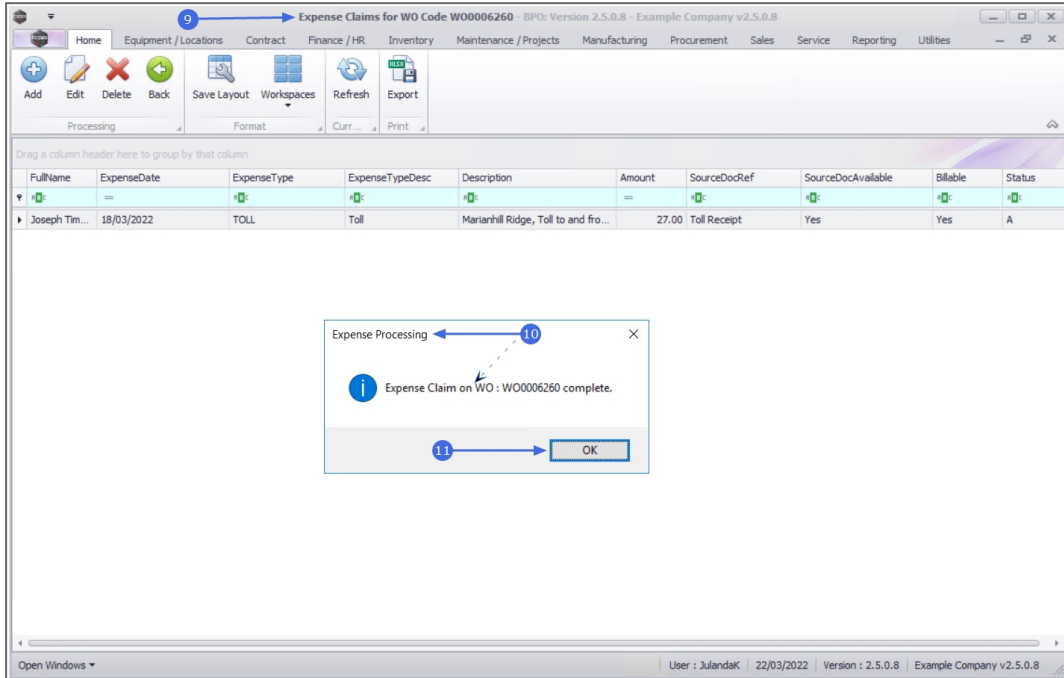 9
Expense Claims for WO Code WO0006260 - BPO: Version 2.5.0.8 - Example Company v2.5.0.8
Home Equipment / Locations Contract Finance / HR Inventory Maintenance / Projects Manufacturing Procurement Sales Service Reporting Utilities
Add Edit Delete Back Save Layout Workspaces Refresh Export
Processing Format Curr... Print
Drag a column header here to group by that column
FullName ExpenseDate ExpenseType ExpenseTypeDesc Description Amount SourceDocRef SourceDocAvailable Billable Status
Joseph Tim... 18/03/2022 TOLL Toll Marianhill Ridge, Toll to and fro... 27.00 Toll Receipt Yes Yes A
Expense Processing 10
Expense Claim on WO : WO0006260 complete.
11 OK
Open Windows User : JulandaK 22/03/2022 Version : 2.5.0.8 Example Company v2.5.0.8